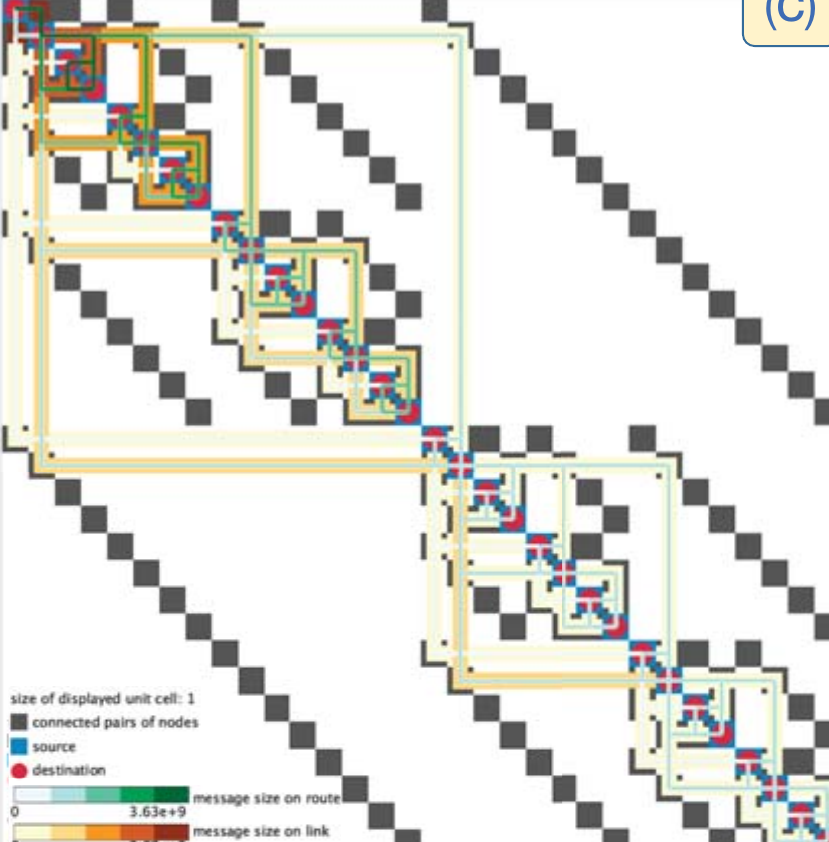 (C)
size of displayed unit cell: 1
connected pairs of nodes
source
destination
message size on route
0 3.63e+9
message size on link